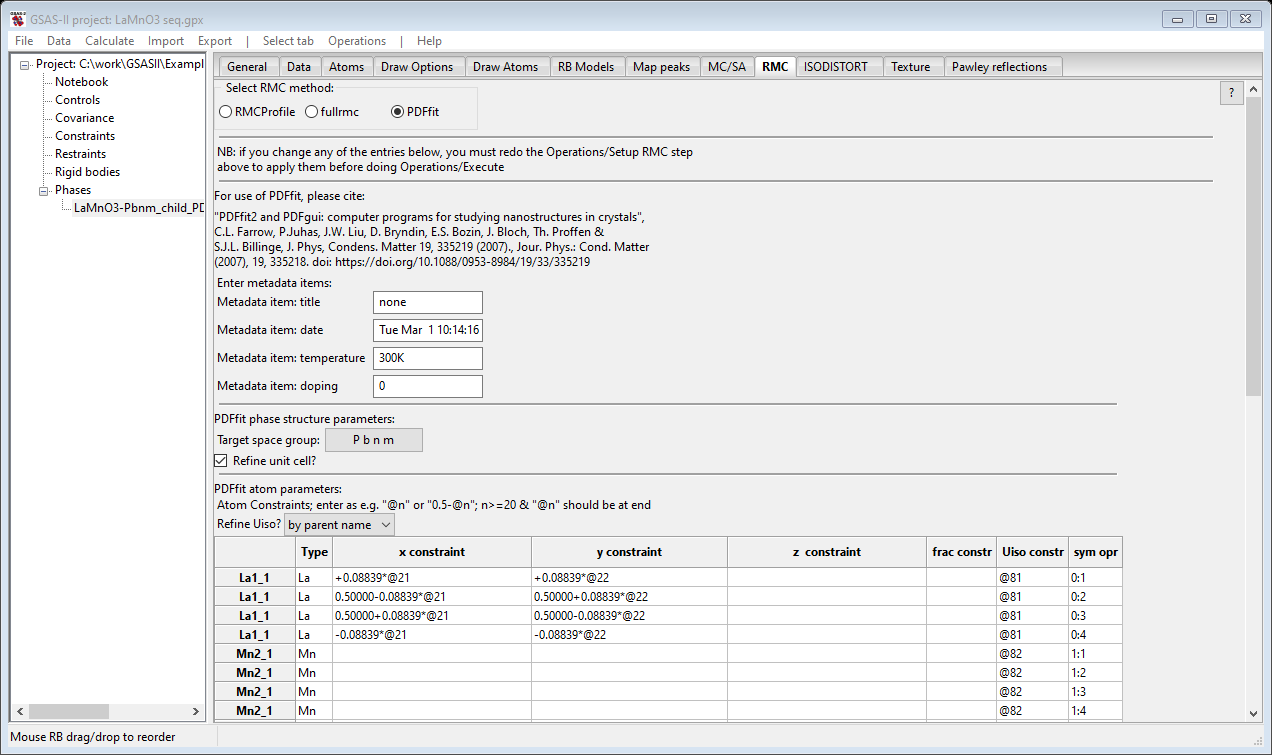 GSAS-II project: LaMnO3 seq.gpx
File Data Calculate Import Export | Select tab Operations | Help
Project: C:\work\GSASII\Exampl
Notebook
Controls
Covariance
Constraints
Restraints
Rigid bodies
Phases
LaMnO3-Pbnm_child_PD
General Data Atoms Draw Options Draw Atoms RB Models Map peaks MC/SA RMC ISODISTORT Texture Pawley reflections
Select RMC method:
RMCProfile fullrmc PDFfit
?
NB: if you change any of the entries below, you must redo the Operations/Setup RMC step
above to apply them before doing Operations/Execute
For use of PDFfit, please cite:
"PDFfit2 and PDFgui: computer programs for studying nanostructures in crystals",
C.L. Farrow, P.Juhas, J.W. Liu, D. Bryndin, E.S. Bozin, J. Bloch, Th. Proffen &
S.J.L. Billinge, J. Phys, Condens. Matter 19, 335219 (2007)., Jour. Phys.: Cond. Matter
(2007), 19, 335218. doi: https://doi.org/10.1088/0953-8984/19/33/335219
Enter metadata items:
Metadata item: title none
Metadata item: date Tue Mar 1 10:14:16
Metadata item: temperature 300K
Metadata item: doping 0
PDFfit phase structure parameters:
Target space group: P b n m
Refine unit cell?
PDFfit atom parameters:
Atom Constraints; enter as e.g. "@n" or "0.5-@n"; n>=20 & "@n" should be at end
Refine Uiso? by parent name
Type x constraint y constraint z constraint frac constr Uiso constr sym opr
La1_1 La +0.08839*@21 +0.08839*@22 @81 0:1
La1_1 La 0.50000-0.08839*@21 0.50000+0.08839*@22 @81 0:2
La1_1 La 0.50000+0.08839*@21 0.50000-0.08839*@22 @81 0:3
La1_1 La -0.08839*@21 -0.08839*@22 @81 0:4
Mn2_1 Mn @82 1:1
Mn2_1 Mn @82 1:2
Mn2_1 Mn @82 1:3
Mn2_1 Mn @82 1:4
Mouse RB drag/drop to reorder